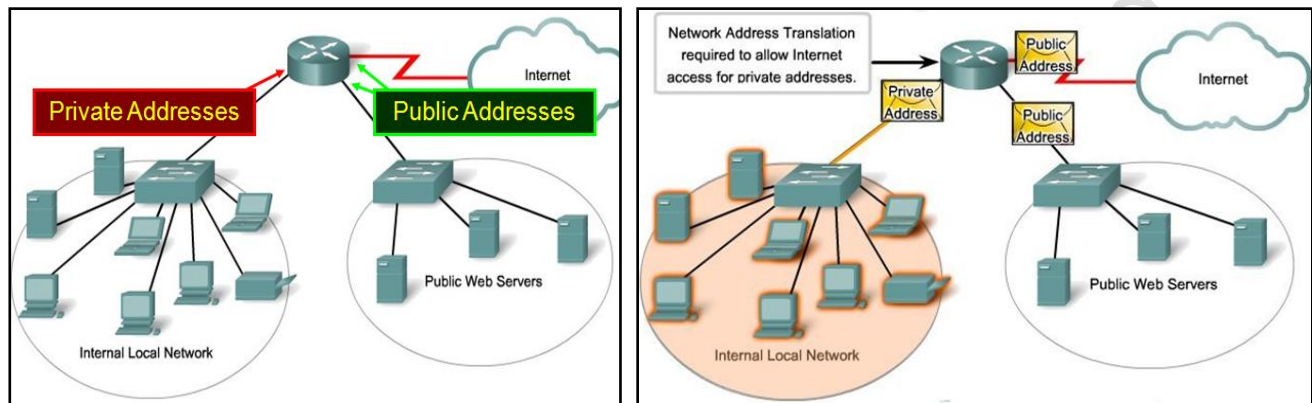 Private Addresses
Public Addresses
Internet
Public Web Servers
Internal Local Network
Network Address Translation
required to allow Internet
access for private addresses.
Public
Address
Private
Address
Public
Address
Internet
Public Web Servers
Internal Local Network